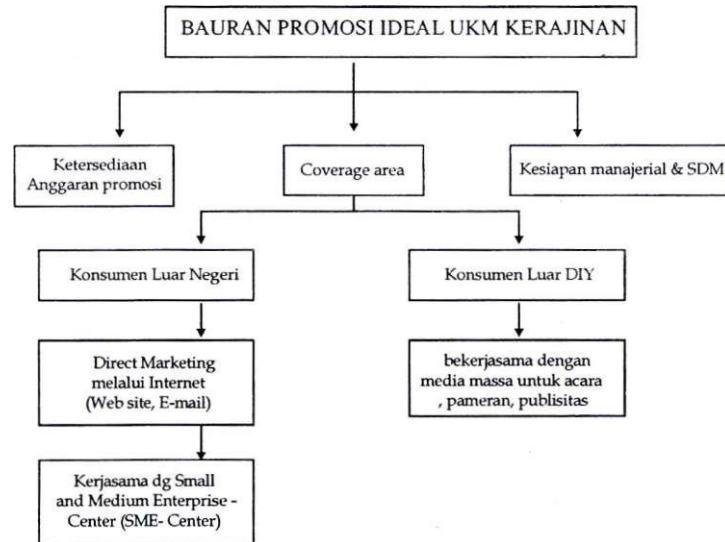 BAURAN PROMOSI IDEAL UKM KERAJINAN
Ketersediaan
Anggaran promosi
Coverage area
Kesiapan manajerial & SDM
Konsumen Luar Negeri
Konsumen Luar DIY
Direct Marketing
melalui Internet
(Web site, E-mail)
bekerjasama dengan
media massa untuk acara
, pameran, publisitas
Kerjasama dg Small
and Medium Enterprise -
Center (SME- Center)